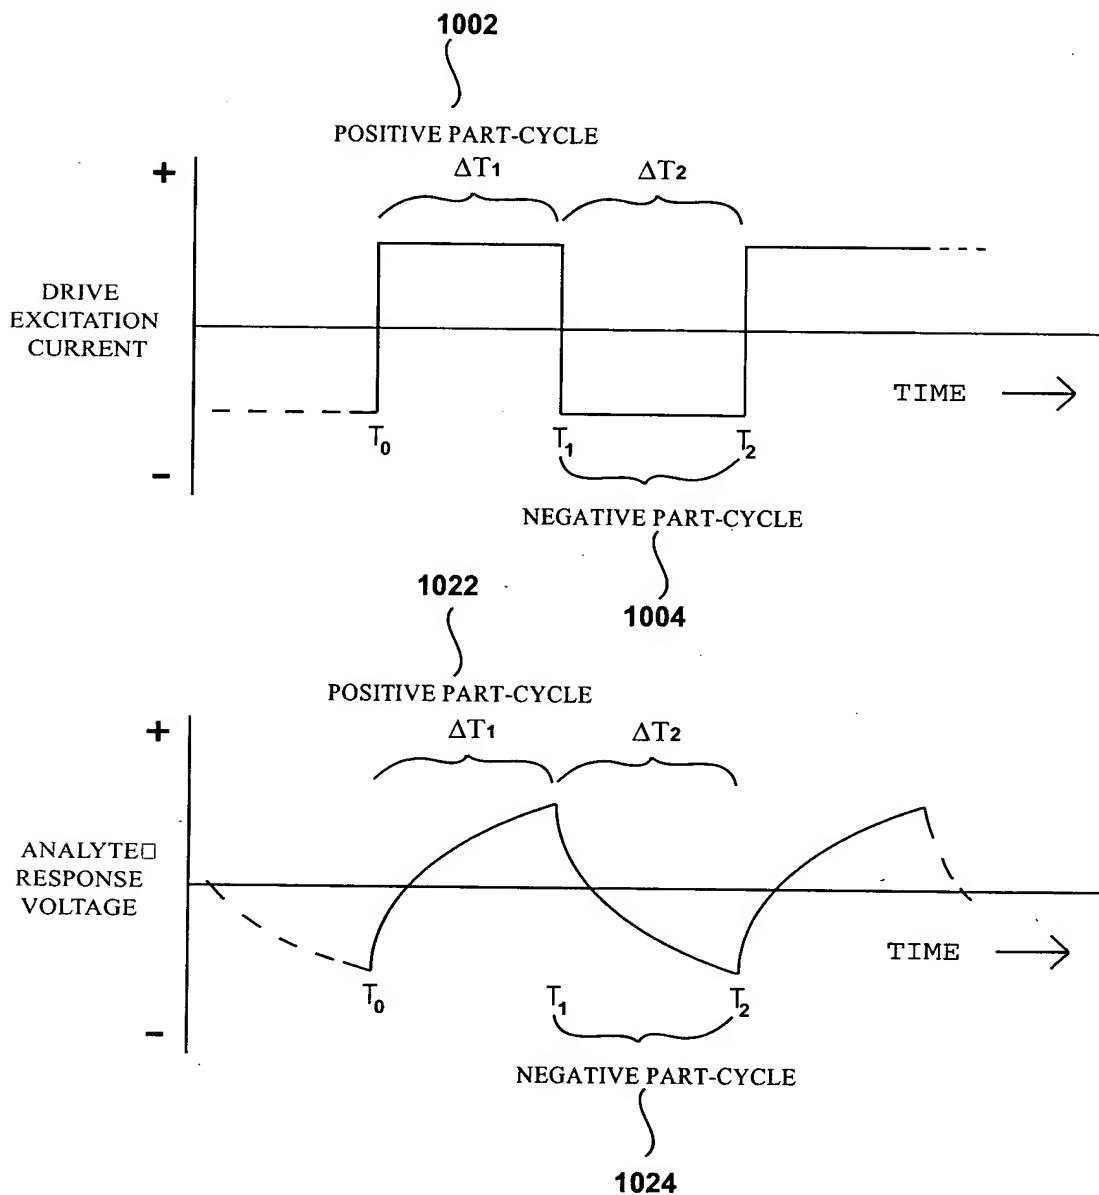 1002
POSITIVE PART-CYCLE
ΔT1
ΔT2
+
DRIVE
EXCITATION
CURRENT
TIME
T0
T1
T2
−
NEGATIVE PART-CYCLE
1004
1022
POSITIVE PART-CYCLE
ΔT1
ΔT2
+
ANALYTE□
RESPONSE
VOLTAGE
TIME
T0
T1
T2
−
NEGATIVE PART-CYCLE
1024